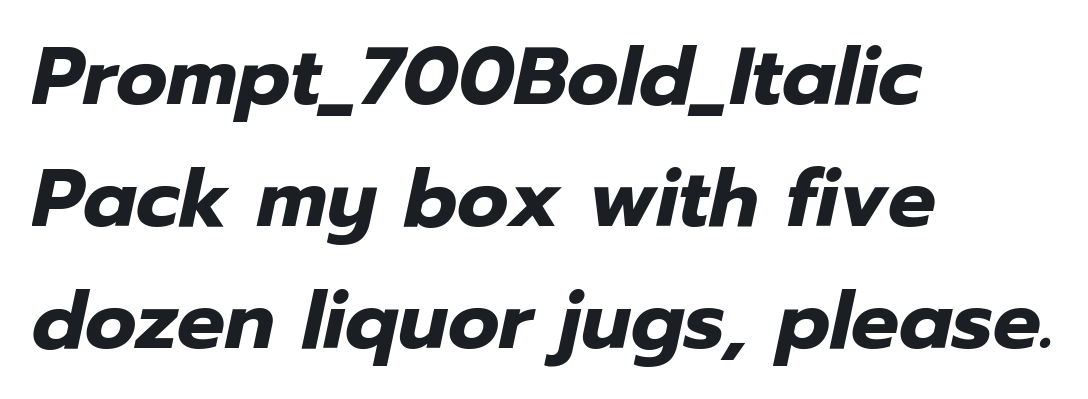 Prompt_700Bold_Italic
Pack my box with five
dozen liquor jugs, please.